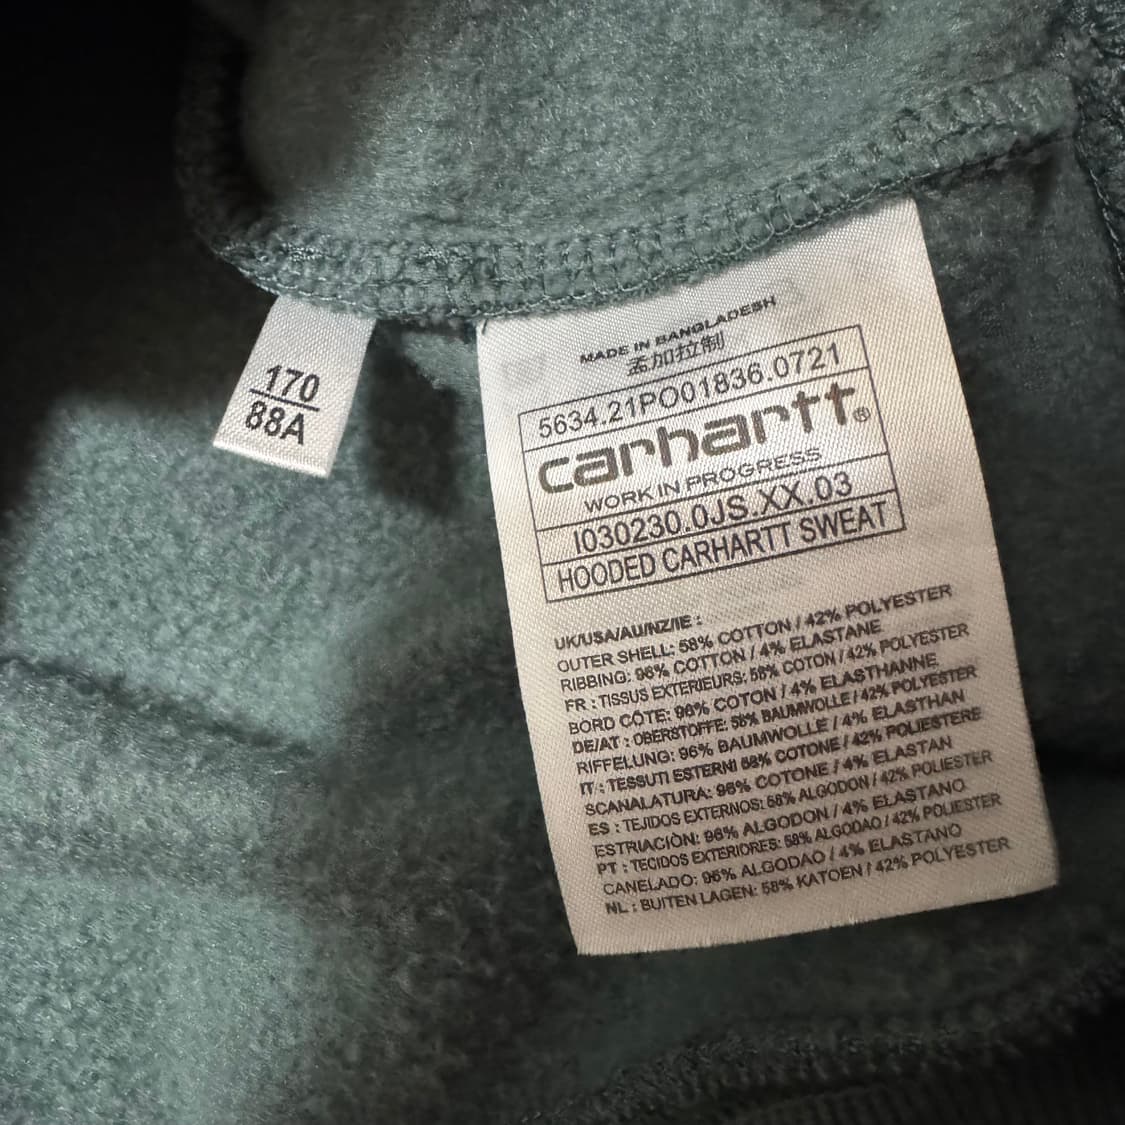 170
88A
MADE IN BANGLADESH
孟加拉制
5634.21PO01836.0721
carhartt®
WORK IN PROGRESS
I030230.0JS.XX.03
HOODED CARHARTT SWEAT
UK/USA/AU/NZ/IE :
OUTER SHELL: 58% COTTON / 42% POLYESTER
RIBBING: 96% COTTON / 4% ELASTANE
FR : TISSUS EXTERIEURS: 58% COTON / 42% POLYESTER
BORD CÔTE: 96% COTON / 4% ELASTHANNE
DE/AT : OBERSTOFFE: 58% BAUMWOLLE / 42% POLYESTER
RIFFELUNG: 96% BAUMWOLLE / 4% ELASTHAN
IT : TESSUTI ESTERNI 58% COTONE / 42% POLIESTERE
SCANALATURA: 96% COTONE / 4% ELASTAN
ES : TEJIDOS EXTERNOS: 58% ALGODON / 42% POLIESTER
ESTRIACIÒN: 96% ALGODON / 4% ELASTANO
PT : TECIDOS EXTERIORES: 58% ALGODAO / 42% POLIESTER
CANELADO: 96% ALGODAO / 4% ELASTANO
NL : BUITEN LAGEN: 58% KATOEN / 42% POLYESTER